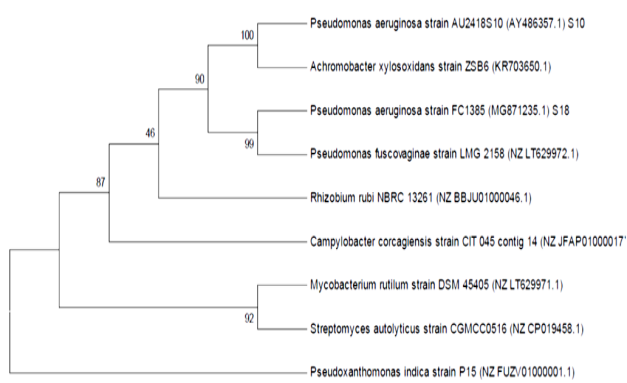 Pseudomonas aeruginosa strain AU2418S10 (AY486357.1) S10
100
Achromobacter xylosoxidans strain ZSB6 (KR703650.1)
90
Pseudomonas aeruginosa strain FC1385 (MG871235.1) S18
46
99
Pseudomonas fuscovaginae strain LMG 2158 (NZ LT629972.1)
87
Rhizobium rubi NBRC 13261 (NZ BBJU01000046.1)
Campylobacter corcagiensis strain CIT 045 contig 14 (NZ JFAP01000017
Mycobacterium rutilum strain DSM 45405 (NZ LT629971.1)
92
Streptomyces autolyticus strain CGMCC0516 (NZ CP019458.1)
Pseudoxanthomonas indica strain P15 (NZ FUZV01000001.1)